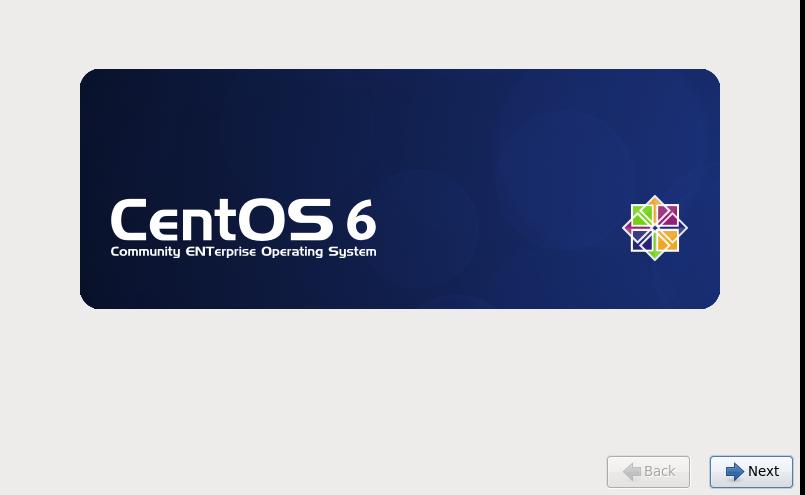 CentOS 6
Community ENTerprise Operating System
Back
Next